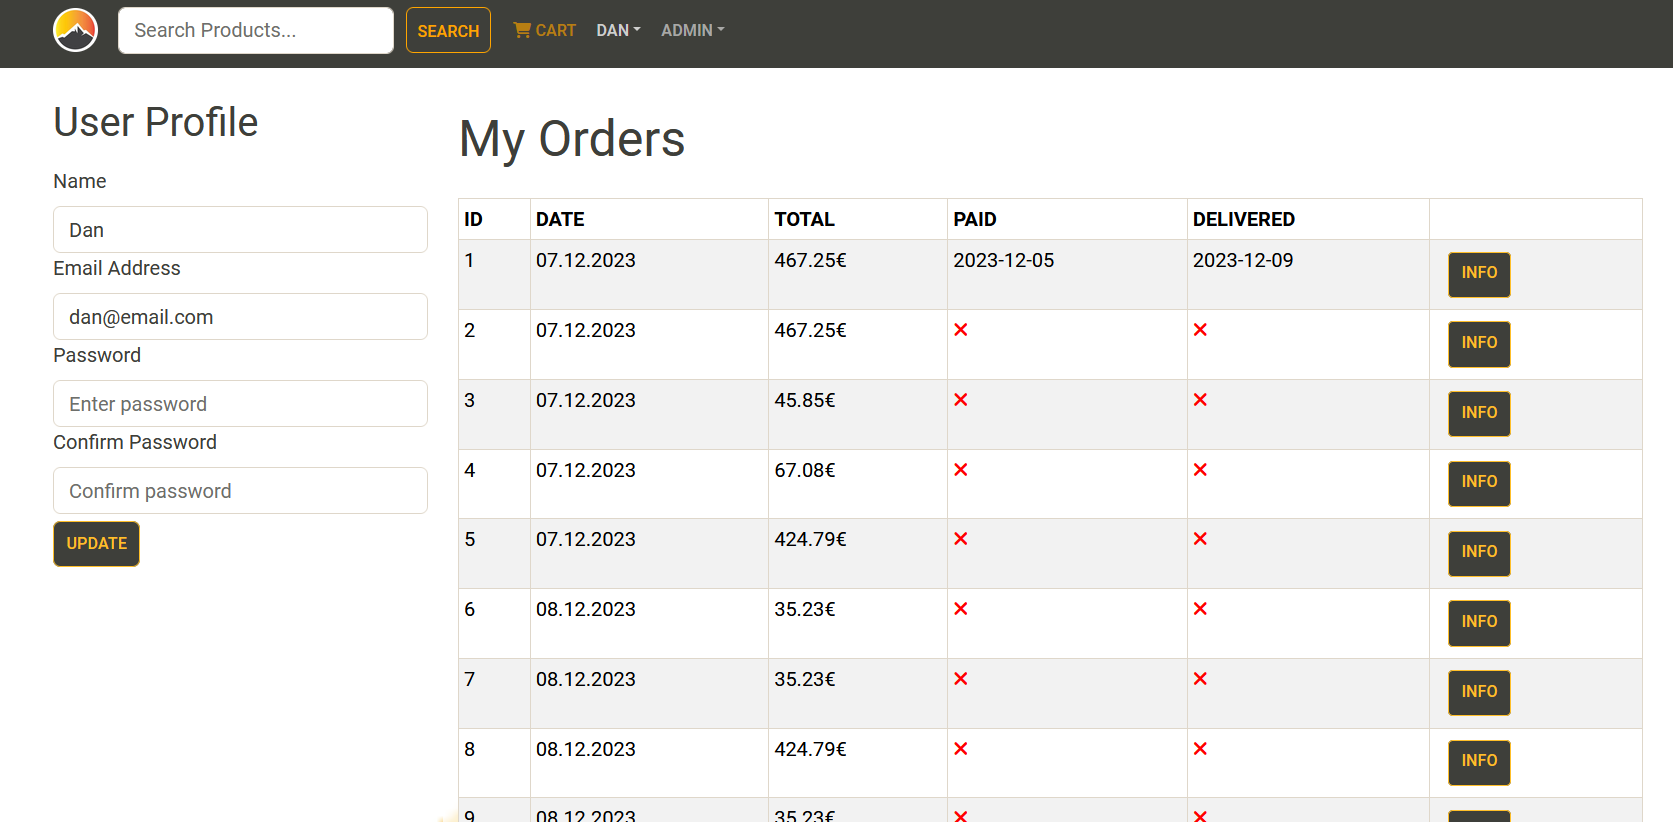 Search Products... SEARCH CART DAN ADMIN
User Profile
Name
Dan
Email Address
dan@email.com
Password
Enter password
Confirm Password
Confirm password
UPDATE
My Orders
ID DATE TOTAL PAID DELIVERED
1 07.12.2023 467.25€ 2023-12-05 2023-12-09 INFO
2 07.12.2023 467.25€ INFO
3 07.12.2023 45.85€ INFO
4 07.12.2023 67.08€ INFO
5 07.12.2023 424.79€ INFO
6 08.12.2023 35.23€ INFO
7 08.12.2023 35.23€ INFO
8 08.12.2023 424.79€ INFO
9 08.12.2023 35.23€